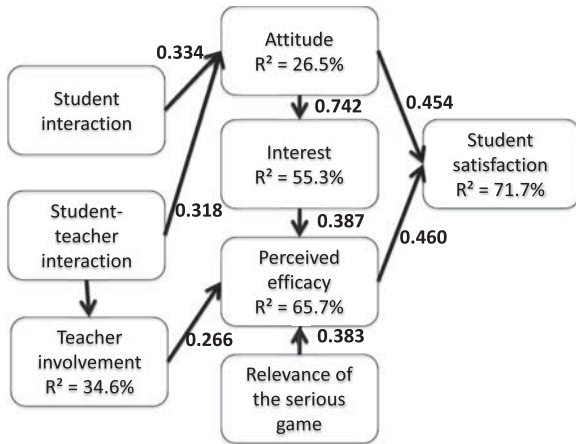 Attitude
R² = 26.5%
0.334
Student
interaction
0.742
0.454
Interest
R² = 55.3%
Student
satisfaction
R² = 71.7%
Student-
teacher
interaction
0.318
0.387
0.460
Perceived
efficacy
R² = 65.7%
Teacher
involvement
R² = 34.6%
0.266
0.383
Relevance of
the serious
game